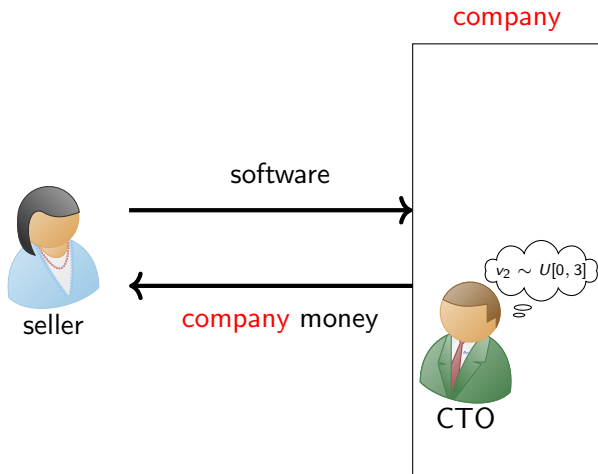 company
software
v₂ ∼ U[0, 3]
seller
company money
CTO